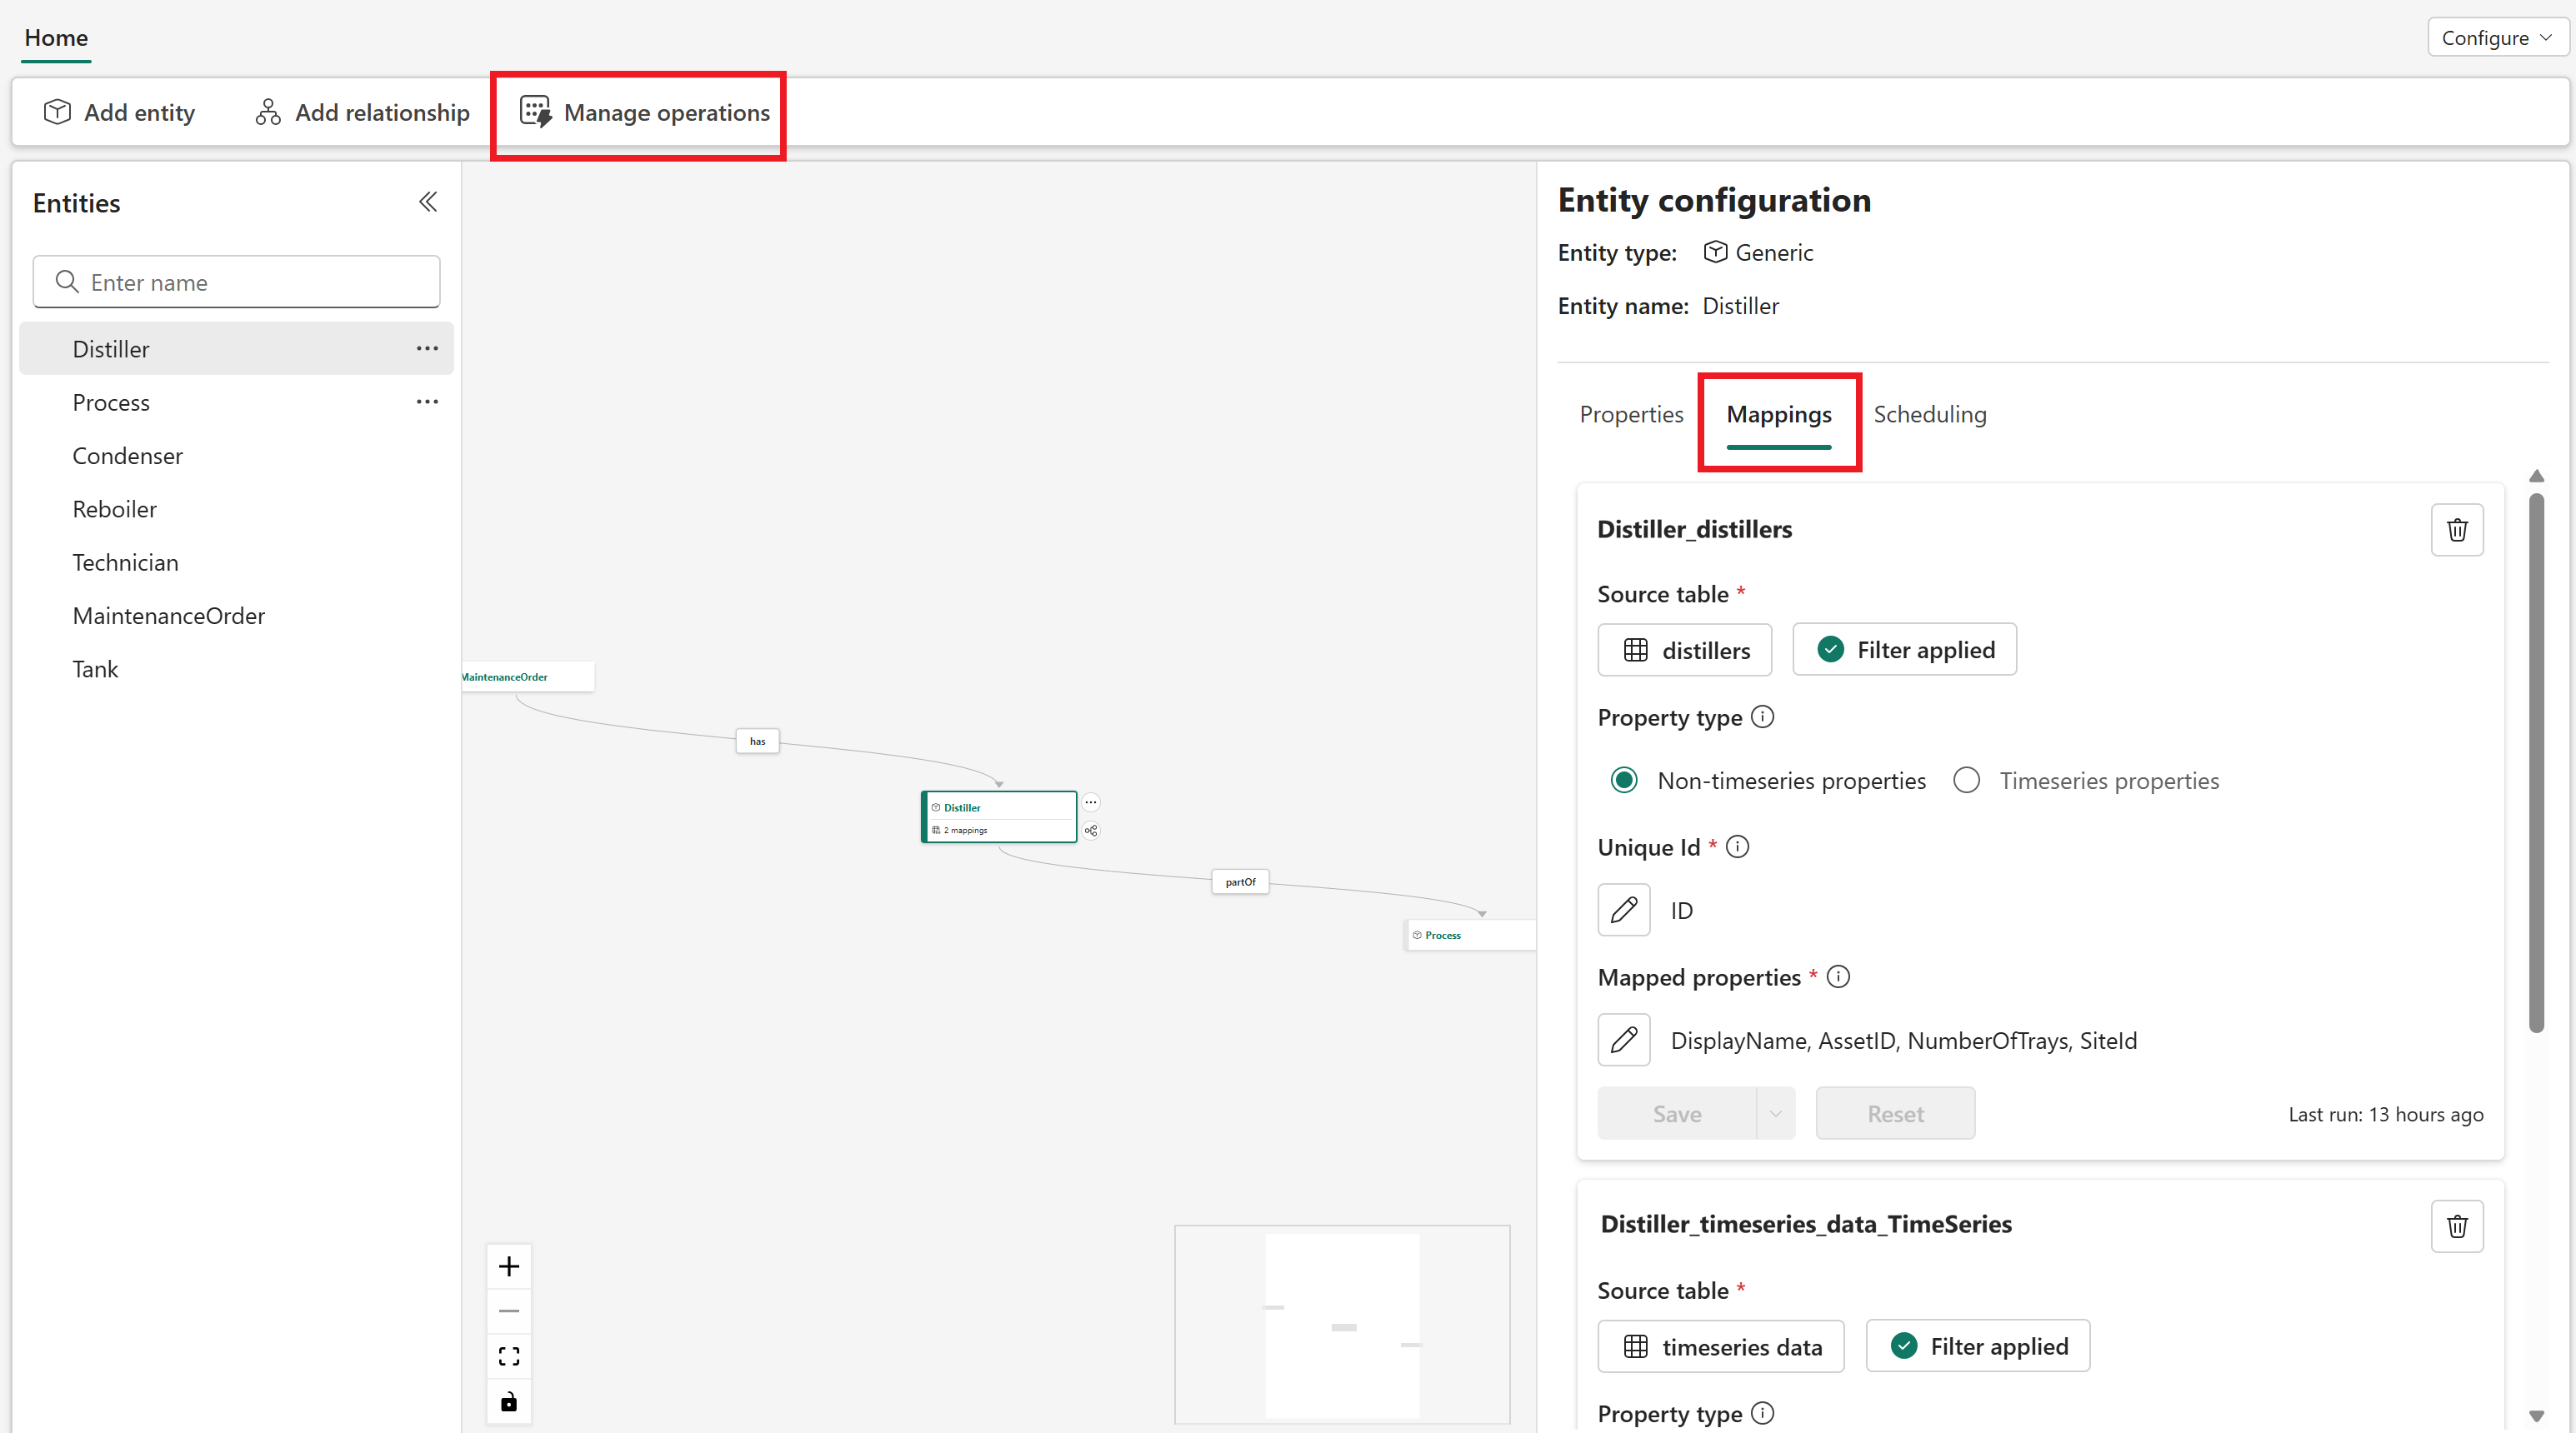 Home
Configure
Add entity
Add relationship
Manage operations
Entities
Enter name
Distiller
Process
Condenser
Reboiler
Technician
MaintenanceOrder
Tank
MaintenanceOrder
has
Distiller
2 mappings
partOf
Process
Entity configuration
Entity type: Generic
Entity name: Distiller
Properties Mappings Scheduling
Distiller_distillers
Source table *
distillers Filter applied
Property type
Non-timeseries properties Timeseries properties
Unique Id *
ID
Mapped properties *
DisplayName, AssetID, NumberOfTrays, SiteId
Save Reset Last run: 13 hours ago
Distiller_timeseries_data_TimeSeries
Source table *
timeseries data Filter applied
Property type